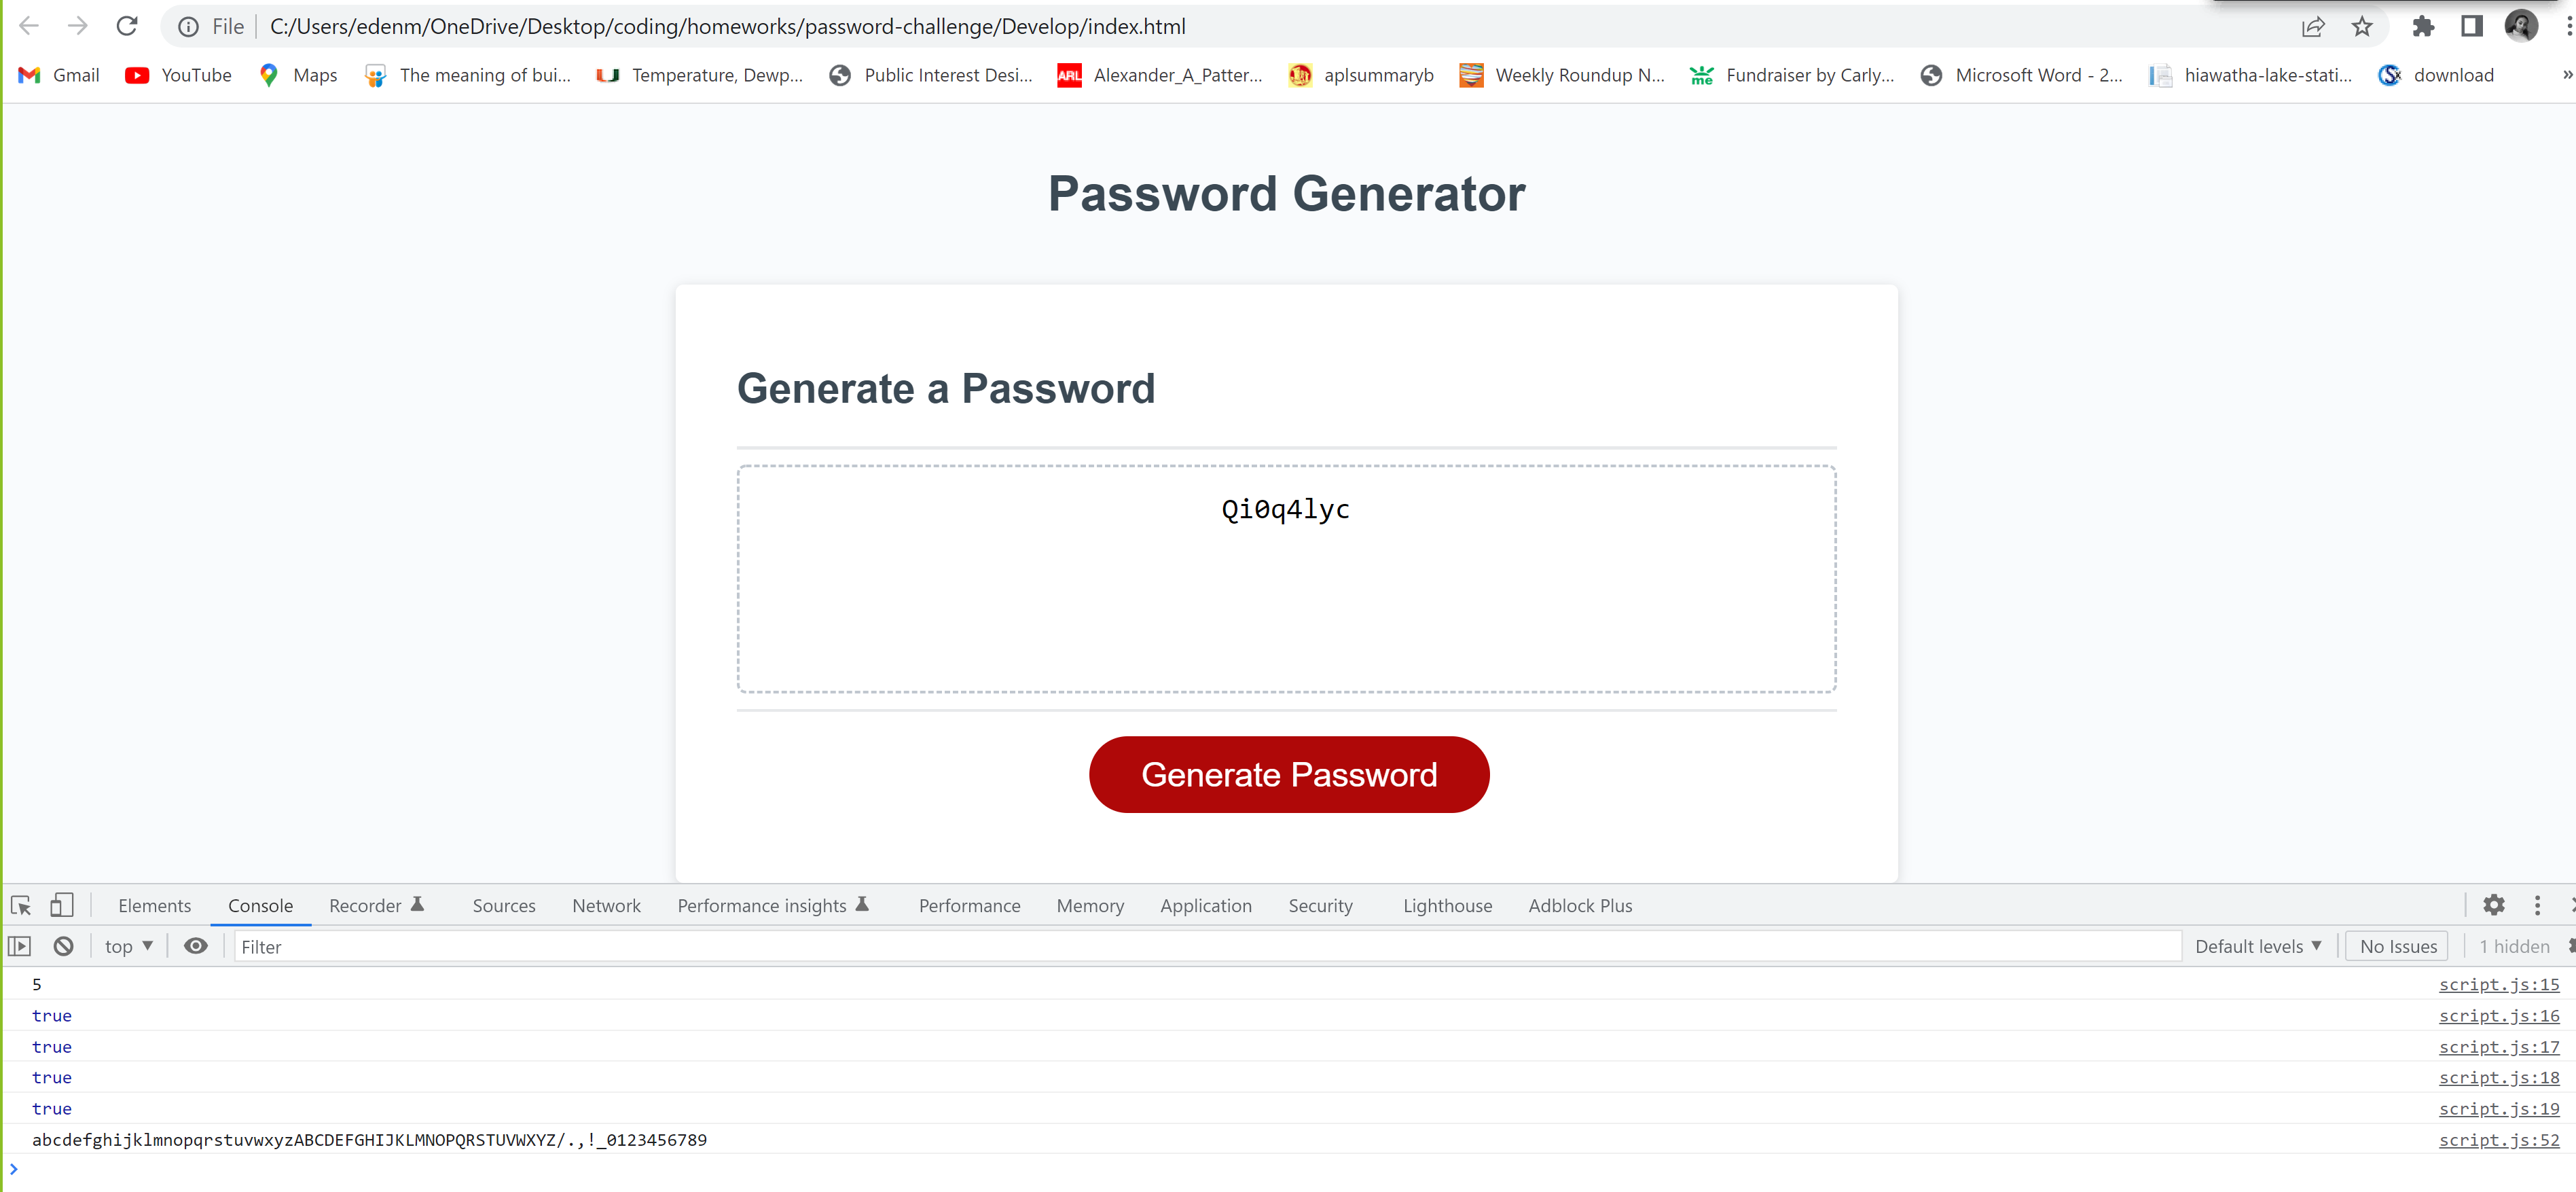 File C:/Users/edenm/OneDrive/Desktop/coding/homeworks/password-challenge/Develop/index.html
Gmail YouTube Maps The meaning of bui... Temperature, Dewp... Public Interest Desi... ARL Alexander_A_Patter... aplsummaryb Weekly Roundup N... me Fundraiser by Carly... Microsoft Word - 2... hiawatha-lake-stati... download »
Password Generator
Generate a Password
Qi0q4lyc
Generate Password
Elements Console Recorder Sources Network Performance insights Performance Memory Application Security Lighthouse Adblock Plus
top Filter Default levels No Issues 1 hidden
5 script.js:15
true script.js:16
true script.js:17
true script.js:18
true script.js:19
abcdefghijklmnopqrstuvwxyzABCDEFGHIJKLMNOPQRSTUVWXYZ/.,!_0123456789 script.js:52